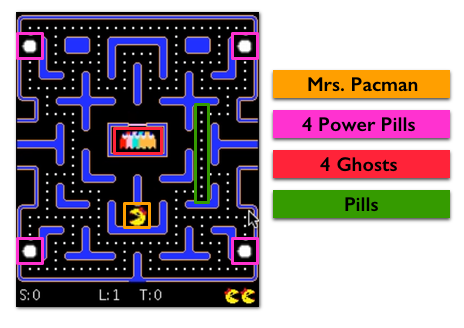 Mrs. Pacman
4 Power Pills
4 Ghosts
Pills
S:0 L:1 T:0